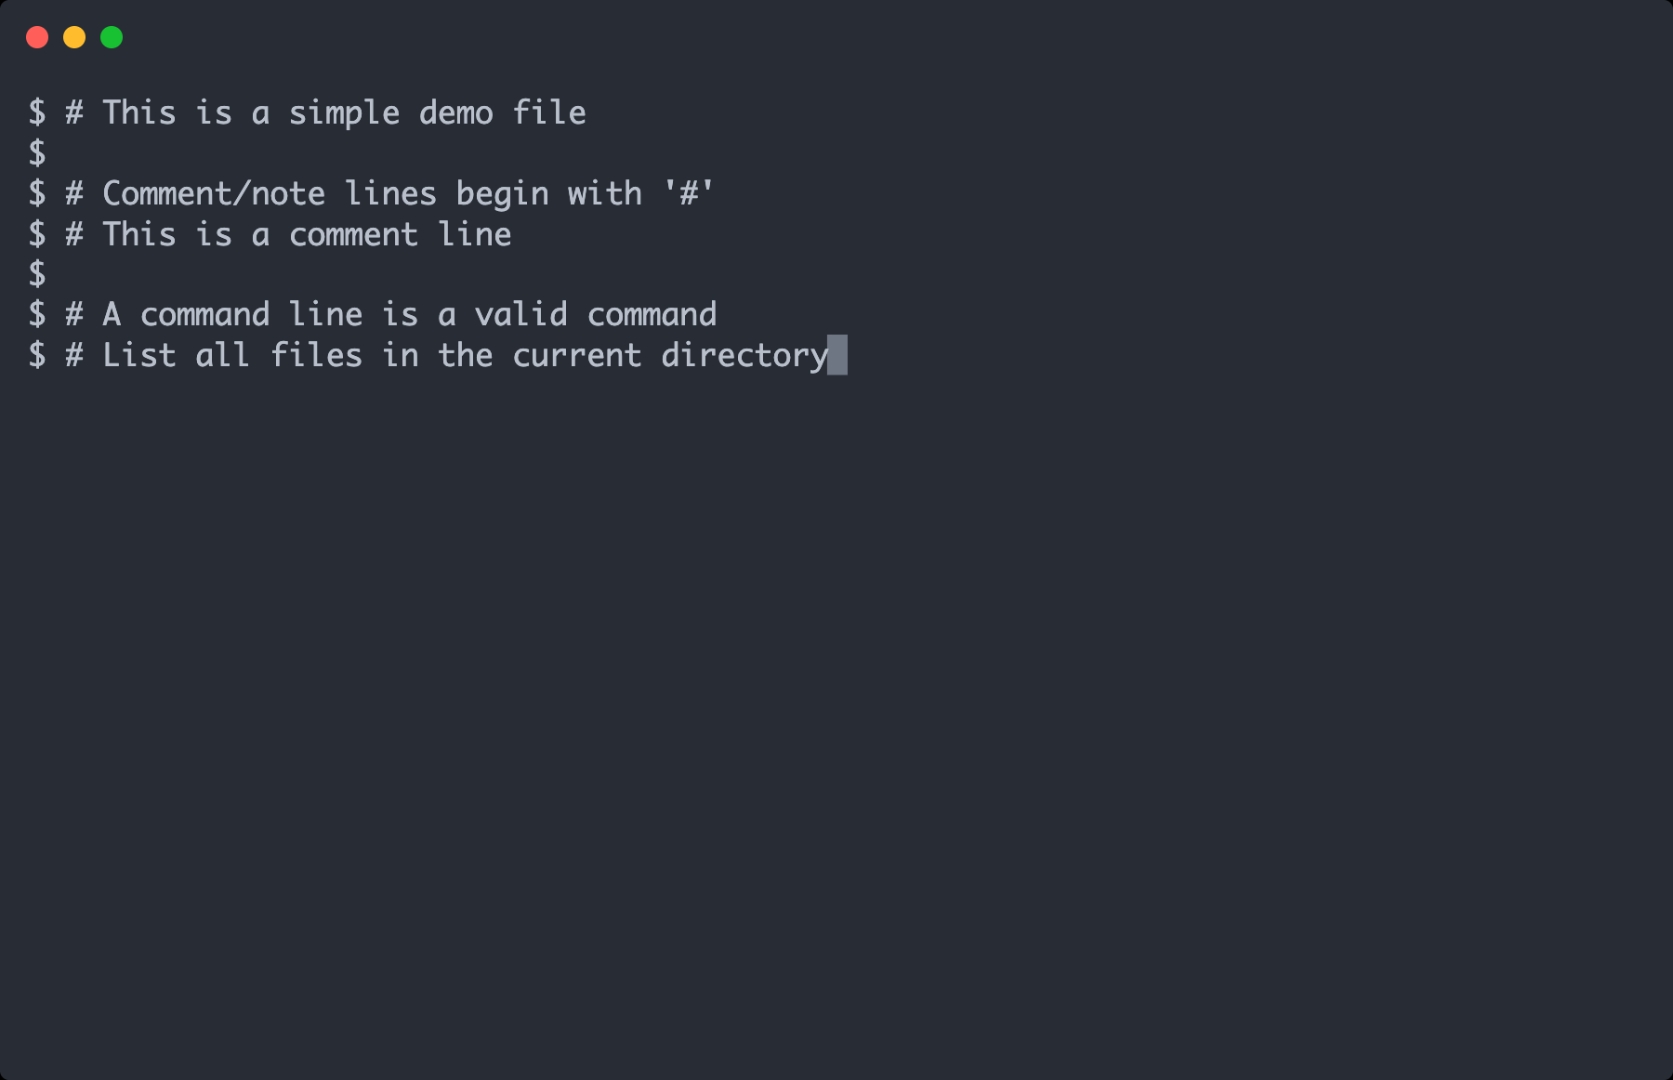 $ # This is a simple demo file
$
$ # Comment/note lines begin with '#'
$ # This is a comment line
$
$ # A command line is a valid command
$ # List all files in the current directory